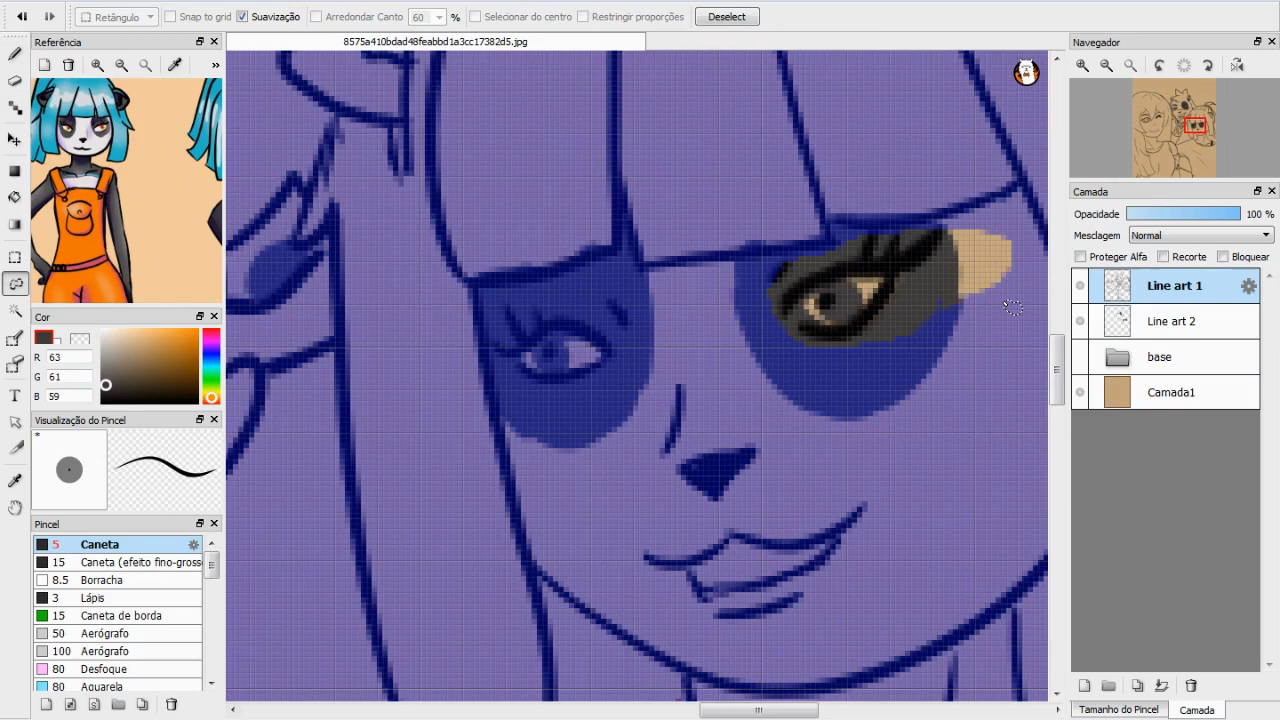 Retângulo Snap to grid Suavização Arredondar Canto 60 % Selecionar do centro Restringir proporções Deselect
Referência
8575a410bdad48feabbd1a3cc17382d5.jpg
Navegador
»
Camada
Opacidade 100 %
Mesclagem Normal
Proteger Alfa Recorte Bloquear
Line art 1
Line art 2
base
Camada1
Cor
R 63
G 61
B 59
Visualização do Pincel
*
Pincel
5 Caneta
15 Caneta (efeito fino-gross
8.5 Borracha
3 Lápis
15 Caneta de borda
50 Aerógrafo
100 Aerógrafo
80 Desfoque
80 Aquarela
Tamanho do Pincel Camada